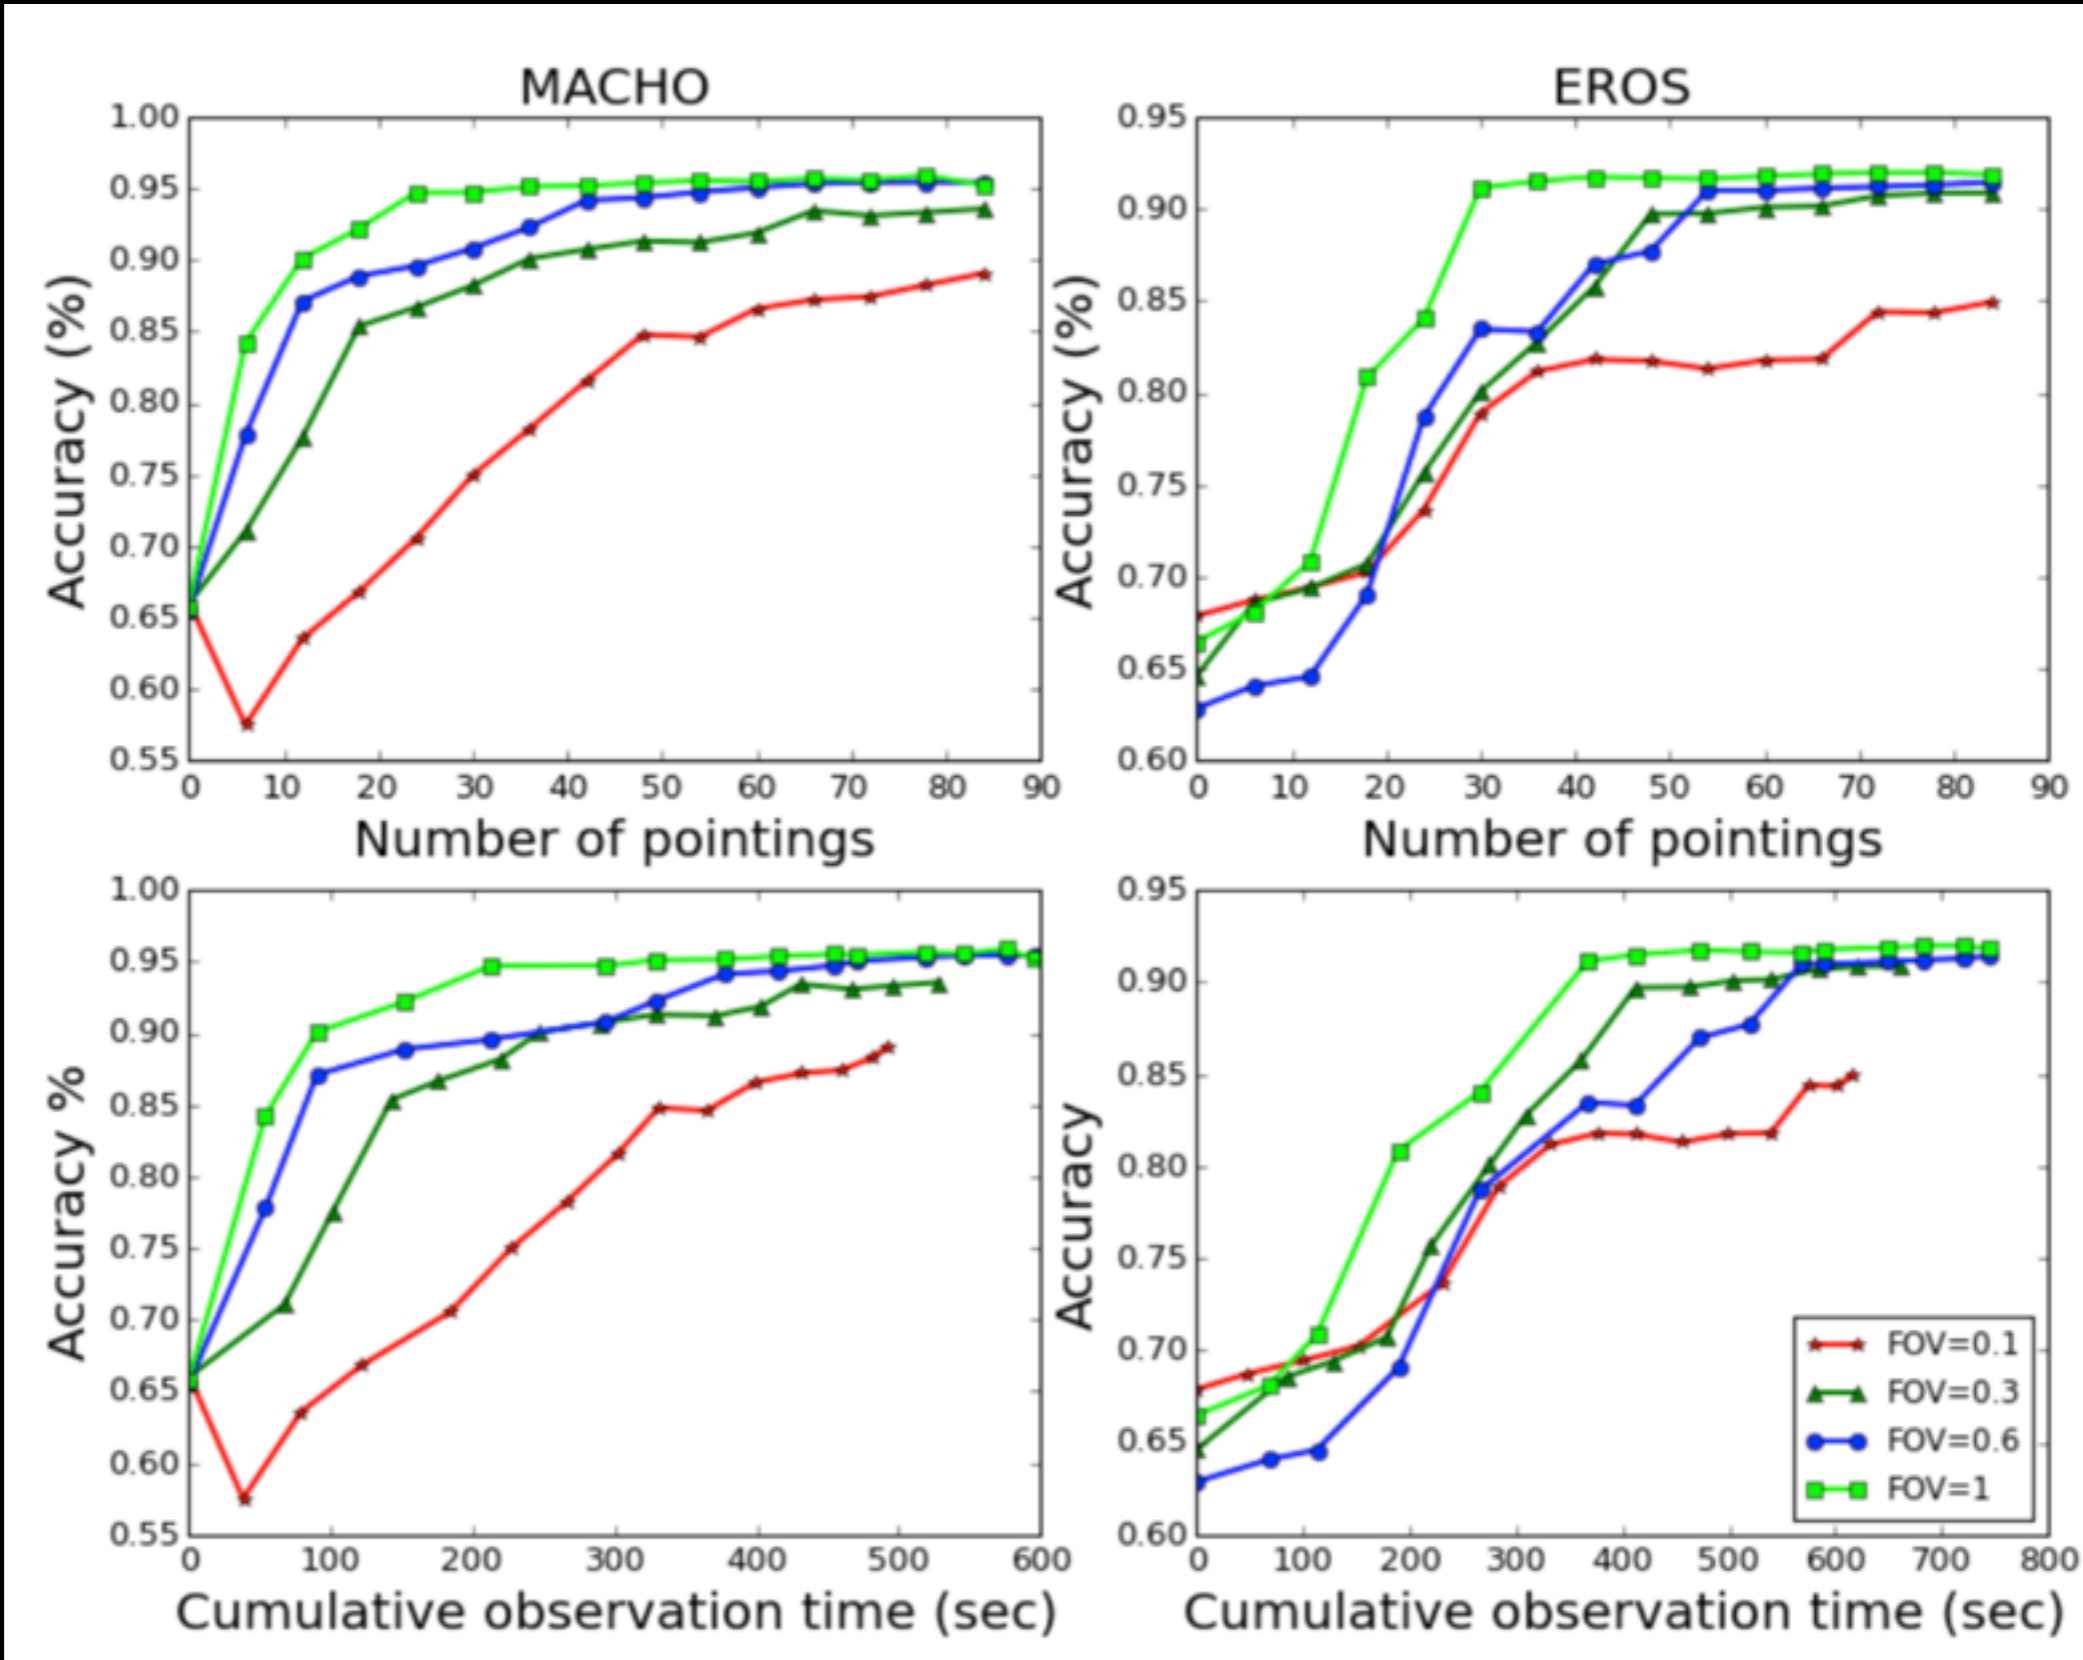 MACHO
1.00
0.95
0.90
0.85
0.80
0.75
0.70
0.65
0.60
0.55
Accuracy (%)
0 10 20 30 40 50 60 70 80 90
Number of pointings
EROS
0.95
0.90
0.85
0.80
0.75
0.70
0.65
0.60
Accuracy (%)
0 10 20 30 40 50 60 70 80 90
Number of pointings
1.00
0.95
0.90
0.85
0.80
0.75
0.70
0.65
0.60
0.55
Accuracy %
0 100 200 300 400 500 600
Cumulative observation time (sec)
0.95
0.90
0.85
0.80
0.75
0.70
0.65
0.60
Accuracy
FOV=0.1
FOV=0.3
FOV=0.6
FOV=1
0 100 200 300 400 500 600 700 800
Cumulative observation time (sec)